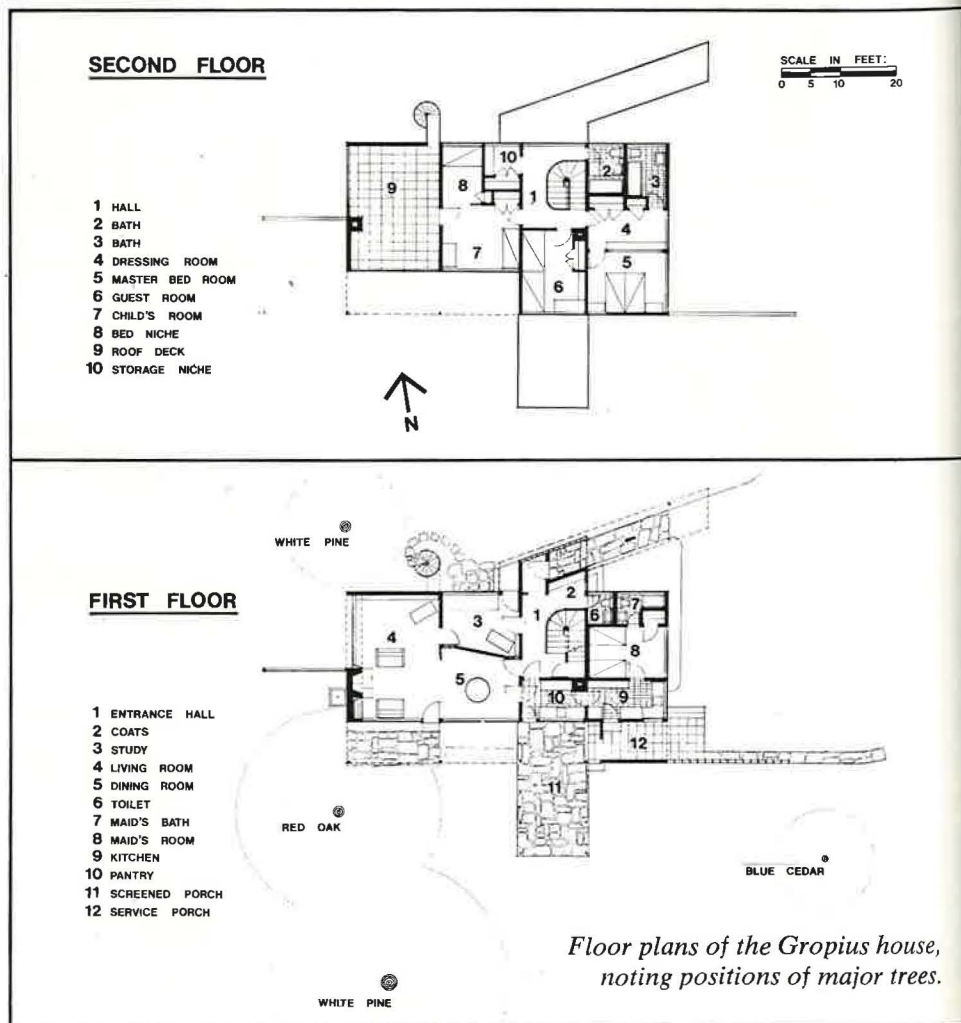 SECOND FLOOR
SCALE IN FEET:
0 5 10 20
1 HALL
2 BATH
3 BATH
4 DRESSING ROOM
5 MASTER BED ROOM
6 GUEST ROOM
7 CHILD'S ROOM
8 BED NICHE
9 ROOF DECK
10 STORAGE NICHE
10
2
3
9
8
1
4
7
5
6
N
WHITE PINE
FIRST FLOOR
1 ENTRANCE HALL
2 COATS
3 STUDY
4 LIVING ROOM
5 DINING ROOM
6 TOILET
7 MAID'S BATH
8 MAID'S ROOM
9 KITCHEN
10 PANTRY
11 SCREENED PORCH
12 SERVICE PORCH
2
1
6
7
3
4
8
5
10
9
12
11
RED OAK
BLUE CEDAR
WHITE PINE
Floor plans of the Gropius house,
noting positions of major trees.